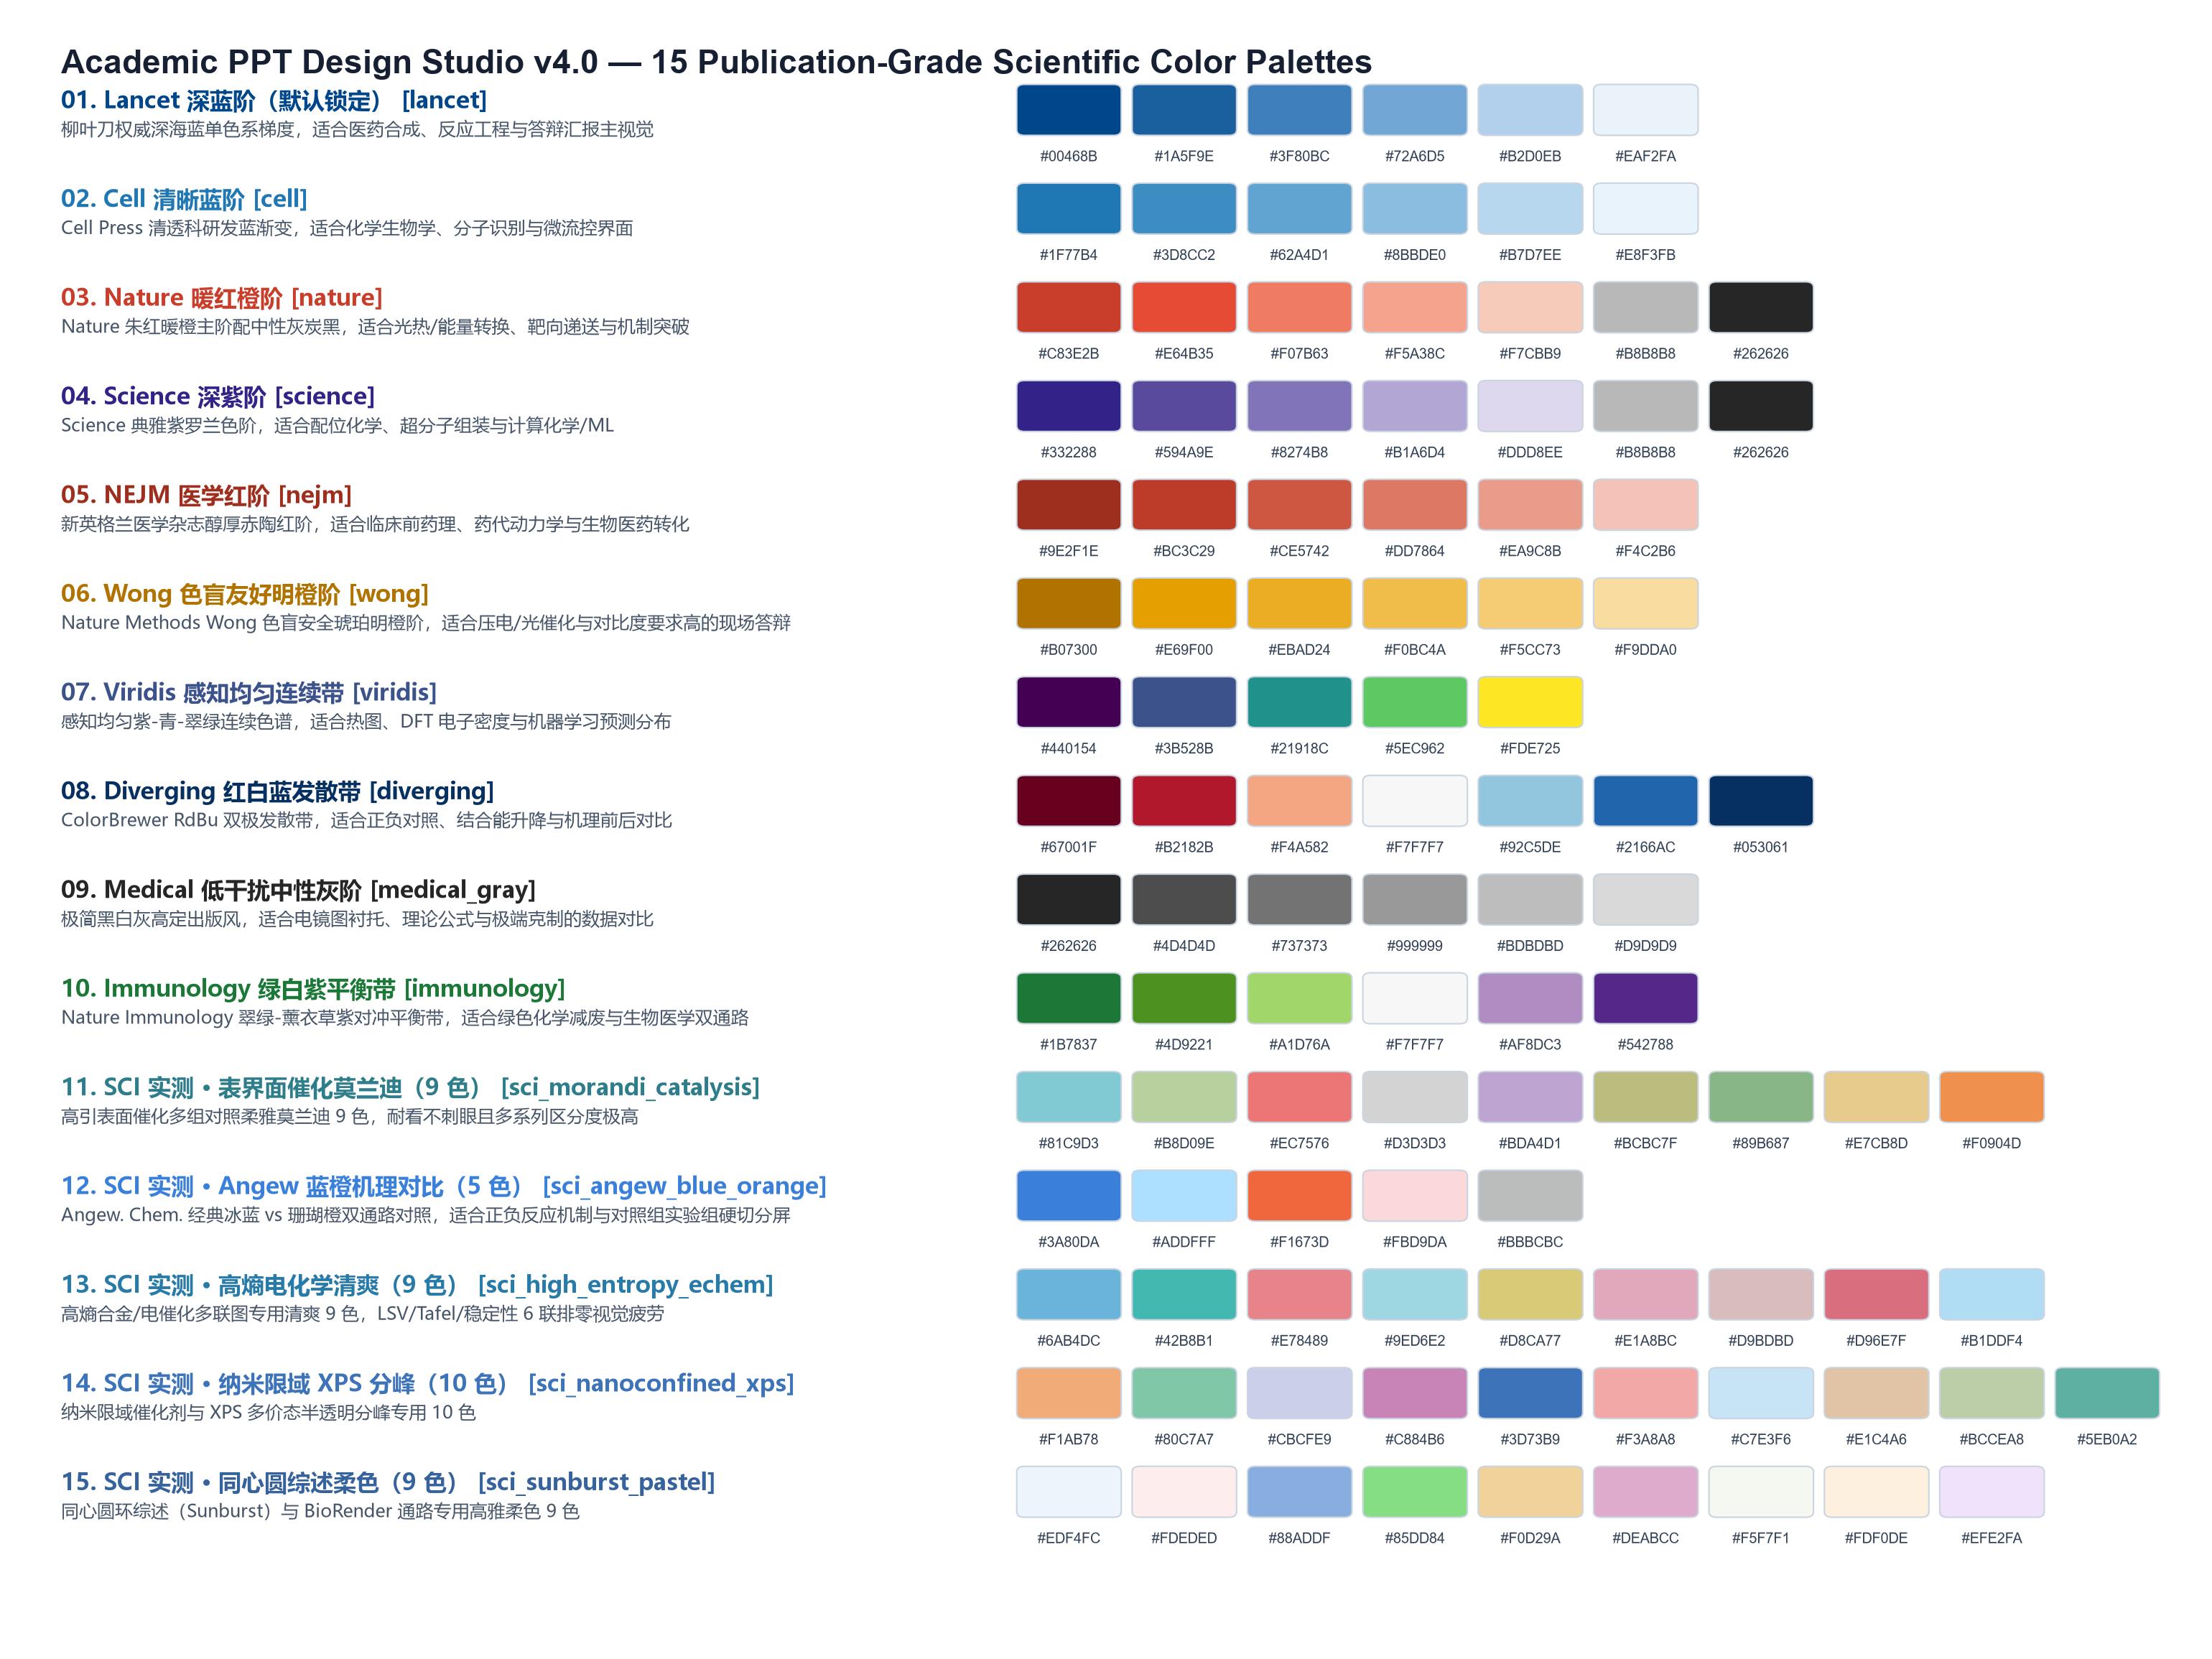 Academic PPT Design Studio v4.0 — 15 Publication-Grade Scientific Color Palettes
01. Lancet 深蓝阶（默认锁定） [lancet]
柳叶刀权威深海蓝单色系梯度，适合医药合成、反应工程与答辩汇报主视觉
#00468B #1A5F9E #3F80BC #72A6D5 #B2D0EB #EAF2FA
02. Cell 清晰蓝阶 [cell]
Cell Press 清透科研发蓝渐变，适合化学生物学、分子识别与微流控界面
#1F77B4 #3D8CC2 #62A4D1 #8BBDE0 #B7D7EE #E8F3FB
03. Nature 暖红橙阶 [nature]
Nature 朱红暖橙主阶配中性灰炭黑，适合光热/能量转换、靶向递送与机制突破
#C83E2B #E64B35 #F07B63 #F5A38C #F7CBB9 #B8B8B8 #262626
04. Science 深紫阶 [science]
Science 典雅紫罗兰色阶，适合配位化学、超分子组装与计算化学/ML
#332288 #594A9E #8274B8 #B1A6D4 #DDD8EE #B8B8B8 #262626
05. NEJM 医学红阶 [nejm]
新英格兰医学杂志醇厚赤陶红阶，适合临床前药理、药代动力学与生物医药转化
#9E2F1E #BC3C29 #CE5742 #DD7864 #EA9C8B #F4C2B6
06. Wong 色盲友好明橙阶 [wong]
Nature Methods Wong 色盲安全琥珀明橙阶，适合压电/光催化与对比度要求高的现场答辩
#B07300 #E69F00 #EBAD24 #F0BC4A #F5CC73 #F9DDA0
07. Viridis 感知均匀连续带 [viridis]
感知均匀紫-青-翠绿连续色谱，适合热图、DFT 电子密度与机器学习预测分布
#440154 #3B528B #21918C #5EC962 #FDE725
08. Diverging 红白蓝发散带 [diverging]
ColorBrewer RdBu 双极发散带，适合正负对照、结合能升降与机理前后对比
#67001F #B2182B #F4A582 #F7F7F7 #92C5DE #2166AC #053061
09. Medical 低干扰中性灰阶 [medical_gray]
极简黑白灰高定出版风，适合电镜图衬托、理论公式与极端克制的数据对比
#262626 #4D4D4D #737373 #999999 #BDBDBD #D9D9D9
10. Immunology 绿白紫平衡带 [immunology]
Nature Immunology 翠绿-薰衣草紫对冲平衡带，适合绿色化学减废与生物医学双通路
#1B7837 #4D9221 #A1D76A #F7F7F7 #AF8DC3 #542788
11. SCI 实测 • 表界面催化莫兰迪（9 色） [sci_morandi_catalysis]
高引表面催化多组对照柔雅莫兰迪 9 色，耐看不刺眼且多系列区分度极高
#81C9D3 #B8D09E #EC7576 #D3D3D3 #BDA4D1 #BCBC7F #89B687 #E7CB8D #F0904D
12. SCI 实测 • Angew 蓝橙机理对比（5 色） [sci_angew_blue_orange]
Angew. Chem. 经典冰蓝 vs 珊瑚橙双通路对照，适合正负反应机制与对照组实验组硬切分屏
#3A80DA #ADDFFF #F1673D #FBD9DA #BBBCBC
13. SCI 实测 • 高熵电化学清爽（9 色） [sci_high_entropy_echem]
高熵合金/电催化多联图专用清爽 9 色，LSV/Tafel/稳定性 6 联排零视觉疲劳
#6AB4DC #42B8B1 #E78489 #9ED6E2 #D8CA77 #E1A8BC #D9BDBD #D96E7F #B1DDF4
14. SCI 实测 • 纳米限域 XPS 分峰（10 色） [sci_nanoconfined_xps]
纳米限域催化剂与 XPS 多价态半透明分峰专用 10 色
#F1AB78 #80C7A7 #CBCFE9 #C884B6 #3D73B9 #F3A8A8 #C7E3F6 #E1C4A6 #BCCEA8 #5EB0A2
15. SCI 实测 • 同心圆综述柔色（9 色） [sci_sunburst_pastel]
同心圆环综述（Sunburst）与 BioRender 通路专用高雅柔色 9 色
#EDF4FC #FDEDED #88ADDF #85DD84 #F0D29A #DEABCC #F5F7F1 #FDF0DE #EFE2FA